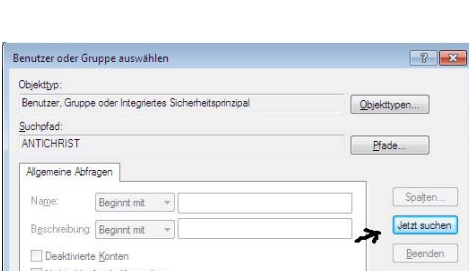 Benutzer oder Gruppe auswählen
Objekttyp:
Benutzer, Gruppe oder Integriertes Sicherheitsprinzipal
Objekttypen...
Suchpfad:
ANTICHRIST
Pfade...
Allgemeine Abfragen
Name:
Beginnt mit
Spalten...
Beschreibung:
Beginnt mit
Jetzt suchen
Deaktivierte Konten
Beenden